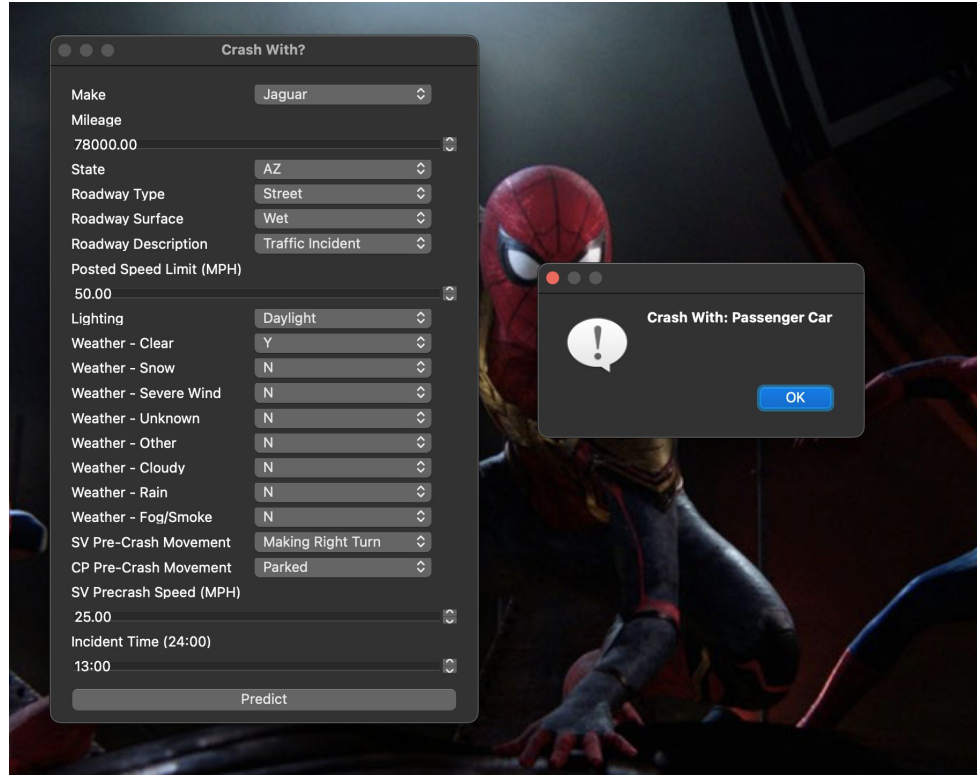 Crash With?
Make Jaguar
Mileage
78000.00
State AZ
Roadway Type Street
Roadway Surface Wet
Roadway Description Traffic Incident
Posted Speed Limit (MPH)
50.00
Lighting Daylight
Weather - Clear Y
Weather - Snow N
Weather - Severe Wind N
Weather - Unknown N
Weather - Other N
Weather - Cloudy N
Weather - Rain N
Weather - Fog/Smoke N
SV Pre-Crash Movement Making Right Turn
CP Pre-Crash Movement Parked
SV Precrash Speed (MPH)
25.00
Incident Time (24:00)
13:00
Predict
Crash With: Passenger Car
OK